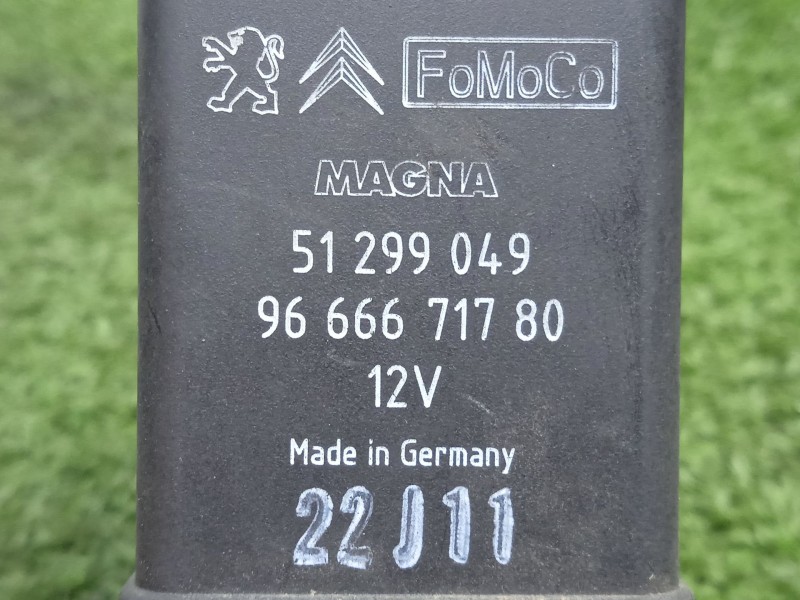 FoMoCo
MAGNA
51 299 049
96 666 717 80
12V
Made in Germany
22J11